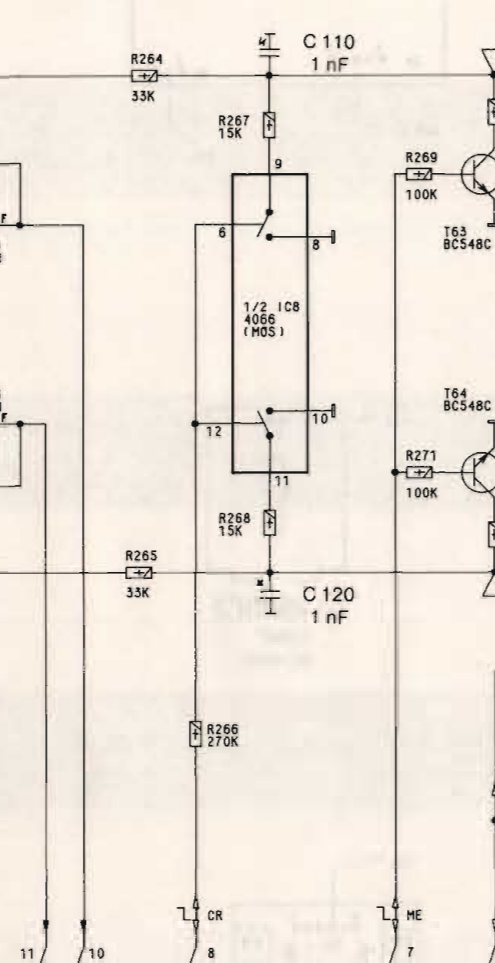 C 110
1 nF
R264
33K
R267
15K
9
R269
100K
F
6
8
T63
BC548C
1/2 IC8
4066
(MOS)
T64
BC548C
F
10
12
R271
100K
11
R268
15K
R265
33K
C 120
1 nF
R266
270K
CR
ME
11
10
8
7